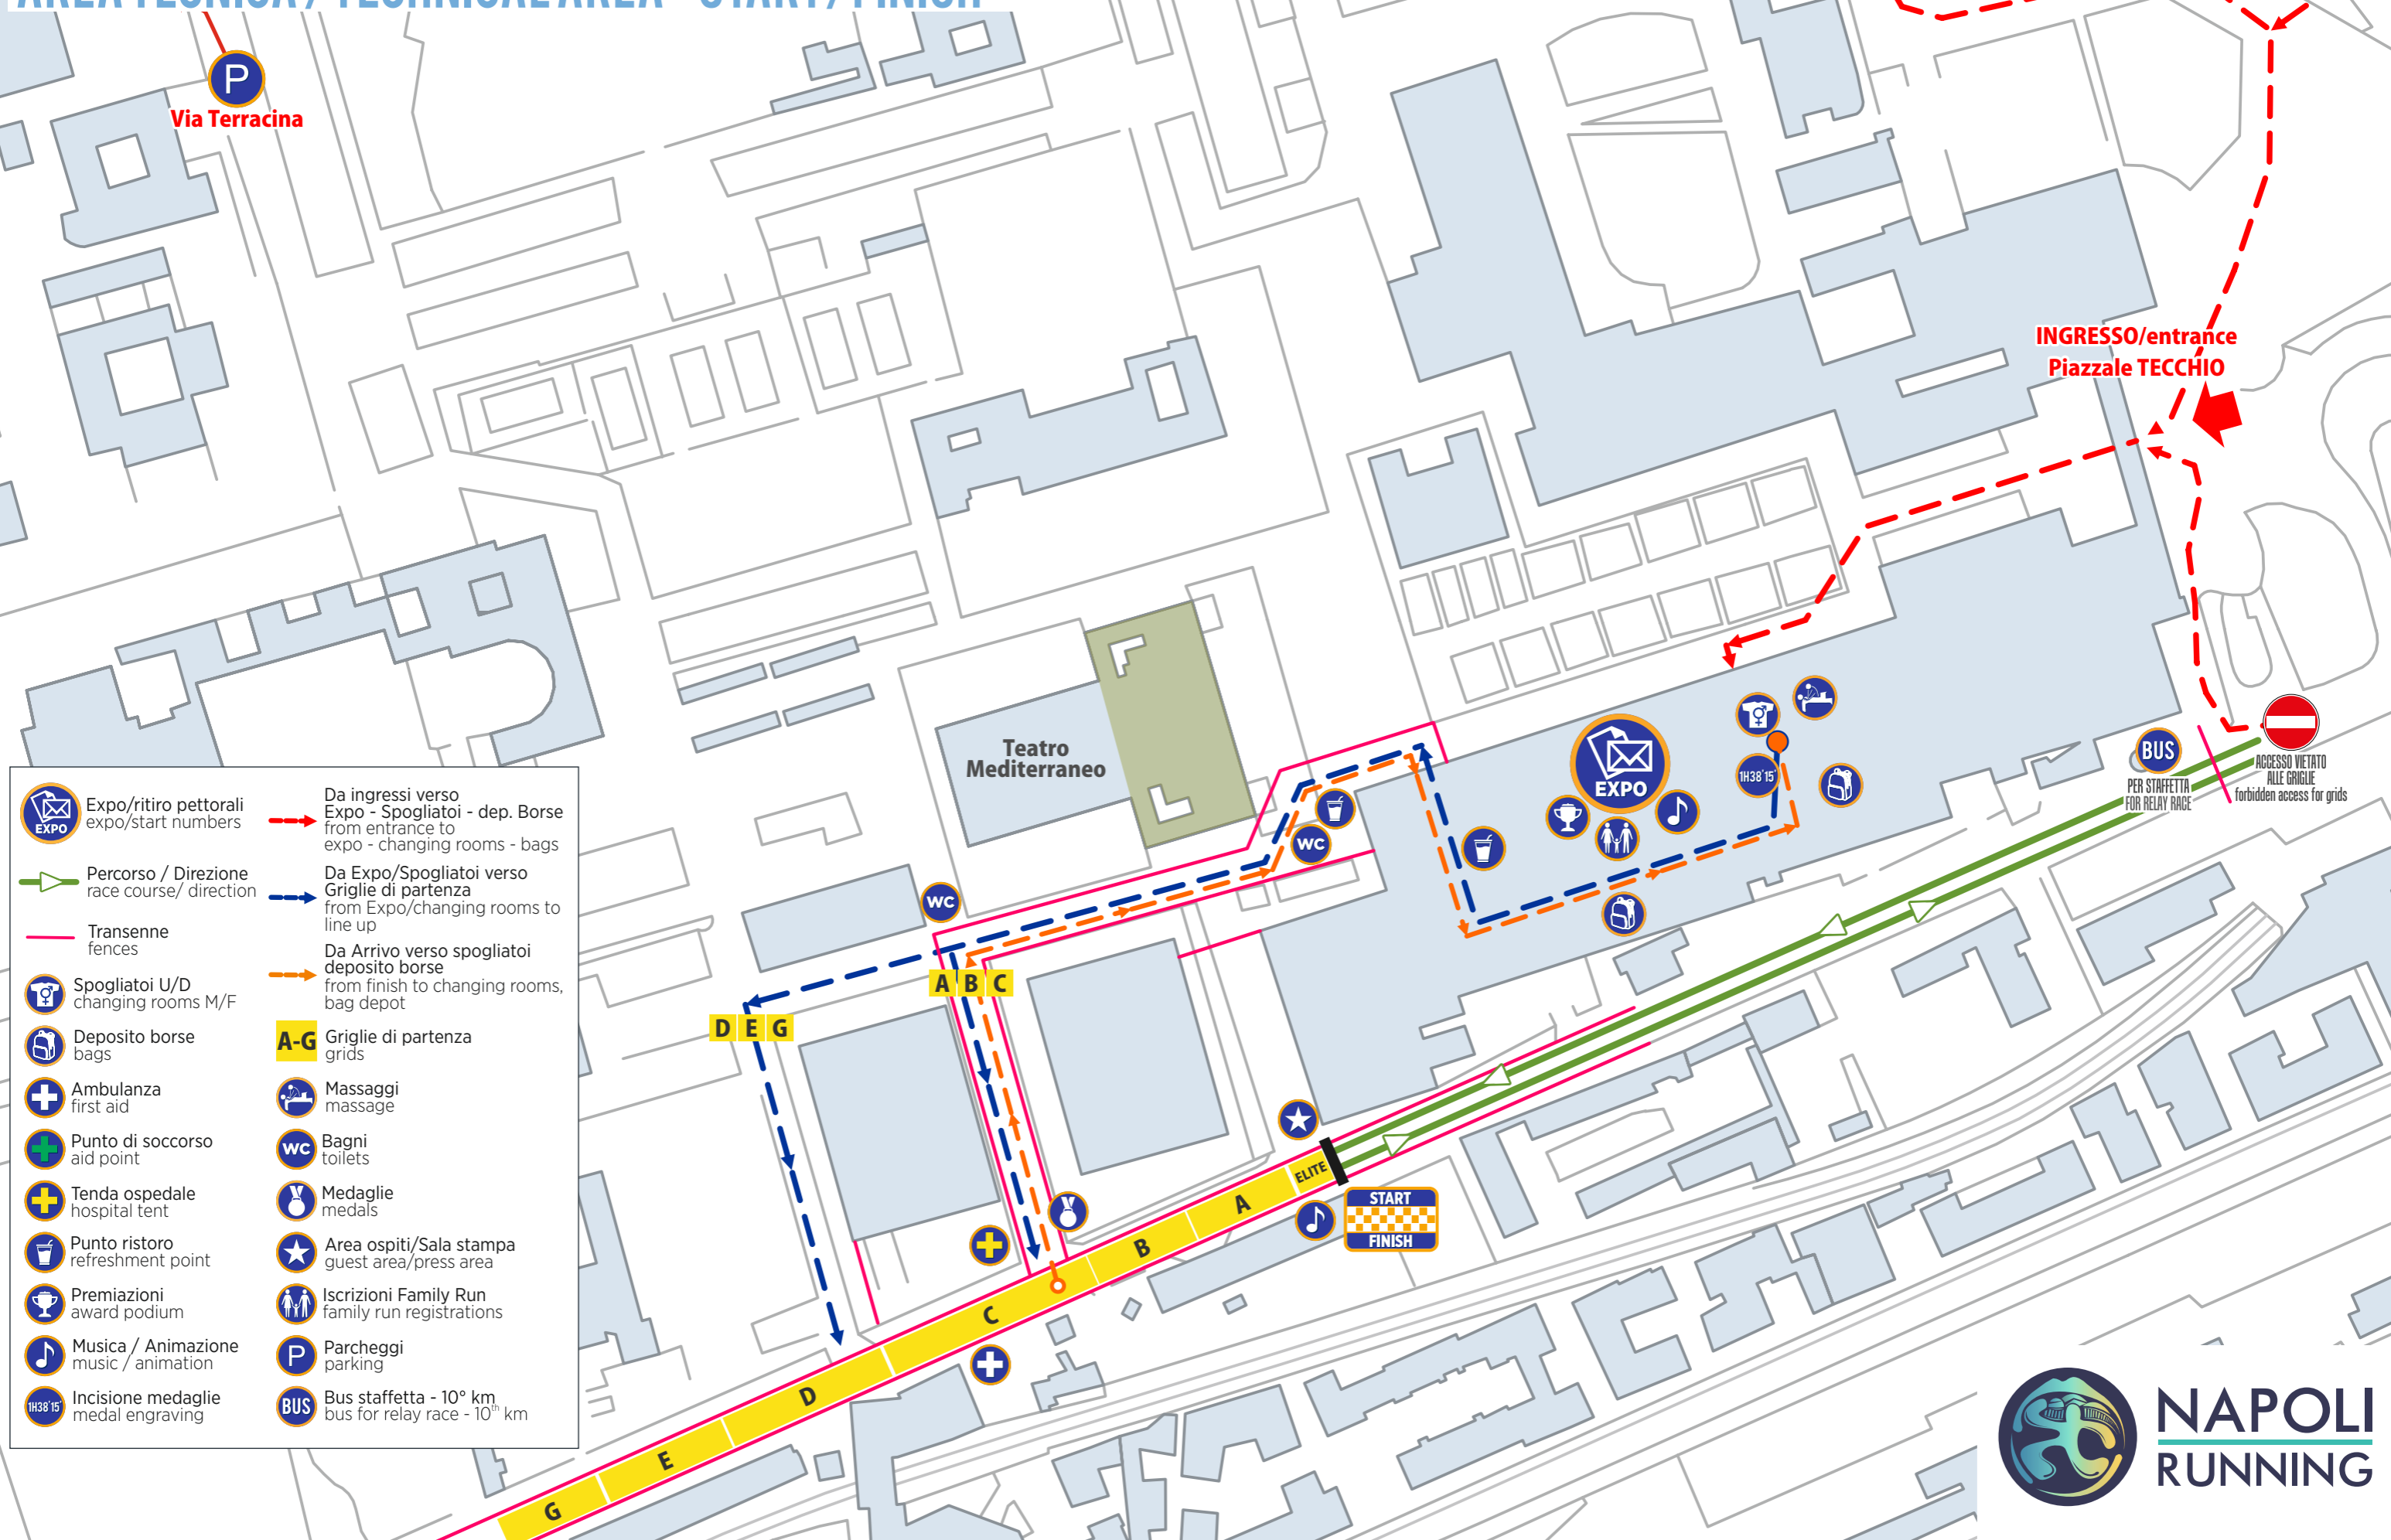 AREA TECNICA / TECHNICAL AREA - START / FINISH
P
Via Terracina
INGRESSO/entrance
Piazzale TECCHIO
Teatro
Mediterraneo
EXPO
1H38'15"
WC
WC
BUS
PER STAFFETTA
FOR RELAY RACE
ACCESSO VIETATO
ALLE GRIGLIE
forbidden access for grids
A B C
D E G
ELITE
A
B
C
D
E
G
START
FINISH
EXPO
Expo/ritiro pettorali
expo/start numbers
Percorso / Direzione
race course/ direction
Transenne
fences
Spogliatoi U/D
changing rooms M/F
Deposito borse
bags
Ambulanza
first aid
Punto di soccorso
aid point
Tenda ospedale
hospital tent
Punto ristoro
refreshment point
Premiazioni
award podium
Musica / Animazione
music / animation
1H38'15"
Incisione medaglie
medal engraving
Da ingressi verso
Expo - Spogliatoi - dep. Borse
from entrance to
expo - changing rooms - bags
Da Expo/Spogliatoi verso
Griglie di partenza
from Expo/changing rooms to
line up
Da Arrivo verso spogliatoi
deposito borse
from finish to changing rooms,
bag depot
A-G
Griglie di partenza
grids
Massaggi
massage
WC
Bagni
toilets
Medaglie
medals
Area ospiti/Sala stampa
guest area/press area
Iscrizioni Family Run
family run registrations
P
Parcheggi
parking
BUS
Bus staffetta - 10° km
bus for relay race - 10th km
NAPOLI
RUNNING